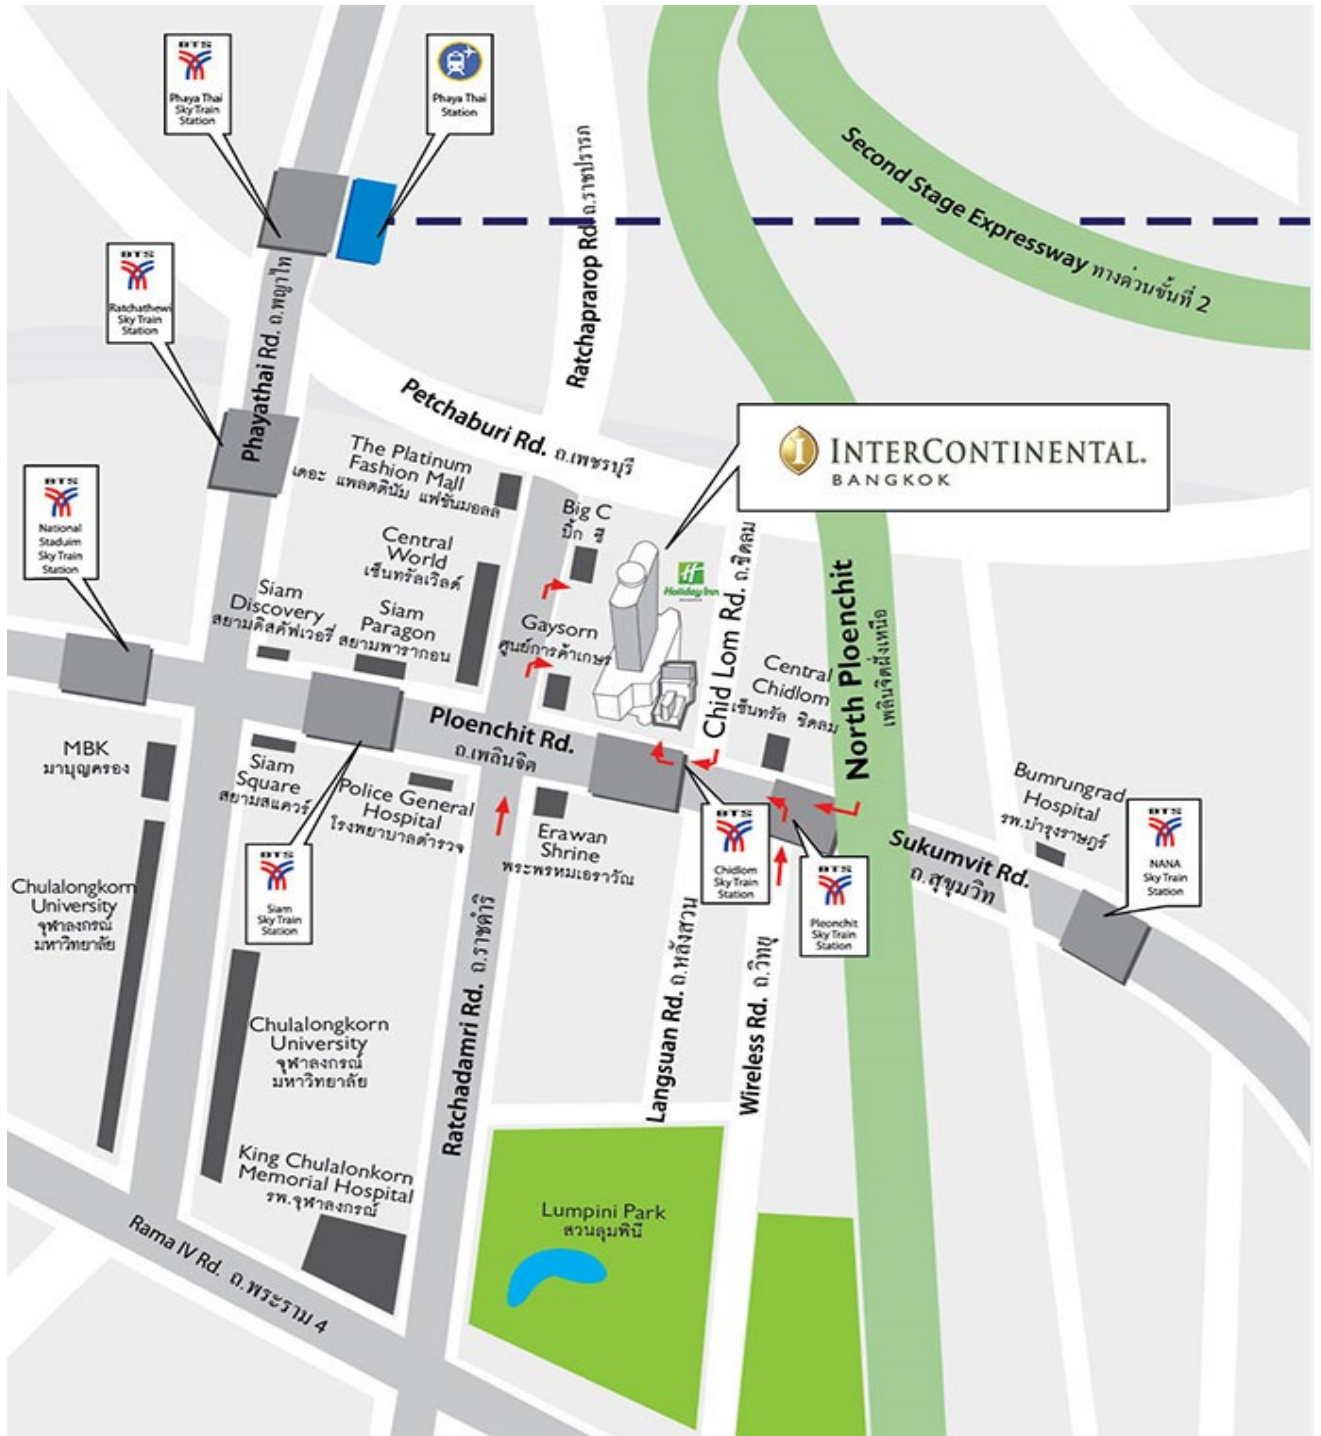 BTS
Phaya Thai
Sky Train
Station
Phaya Thai
Station
BTS
Ratchathewi
Sky Train
Station
BTS
National
Staduim
Sky Train
Station
Phayathai Rd. ถ.พญาไท
Ratchaprarop Rd. ถ.ราชปรารภ
Second Stage Expressway ทางด่วนขั้นที่ 2
Petchaburi Rd. ถ.เพชรบุรี
INTERCONTINENTAL.
BANGKOK
The Platinum
Fashion Mall
เดอะ แพลตตินัม แฟชั่นมอลล์
Big C
บิ๊ก ซี
Central
World
เซ็นทรัลเวิลด์
Holiday Inn
Siam
Discovery
สยามดิสคัฟเวอรี่
Siam
Paragon
สยามพารากอน
Gaysorn
ศูนย์การค้าเกษร
Chid Lom Rd. ถ.ชิดลม
Central
Chidlom
เซ็นทรัล ชิดลม
North Ploenchit
เพลินจิตฝั่งเหนือ
Ploenchit Rd.
ถ.เพลินจิต
MBK
มาบุญครอง
Siam
Square
สยามสแควร์
Police General
Hospital
โรงพยาบาลตำรวจ
Erawan
Shrine
พระพรหมเอราวัณ
BTS
Chidlom
Sky Train
Station
BTS
Pleonchit
Sky Train
Station
Sukumvit Rd.
ถ.สุขุมวิท
Bumrungrad
Hospital
รพ.บำรุงราษฎร์
BTS
NANA
Sky Train
Station
BTS
Siam
Sky Train
Station
Chulalongkorn
University
จุฬาลงกรณ์
มหาวิทยาลัย
Chulalongkorn
University
จุฬาลงกรณ์
มหาวิทยาลัย
Ratchadamri Rd. ถ.ราชดำริ
Langsuan Rd. ถ.หลังสวน
Wireless Rd. ถ.วิทยุ
King Chulalonkorn
Memorial Hospital
รพ.จุฬาลงกรณ์
Lumpini Park
สวนลุมพินี
Rama IV Rd. ถ.พระราม 4